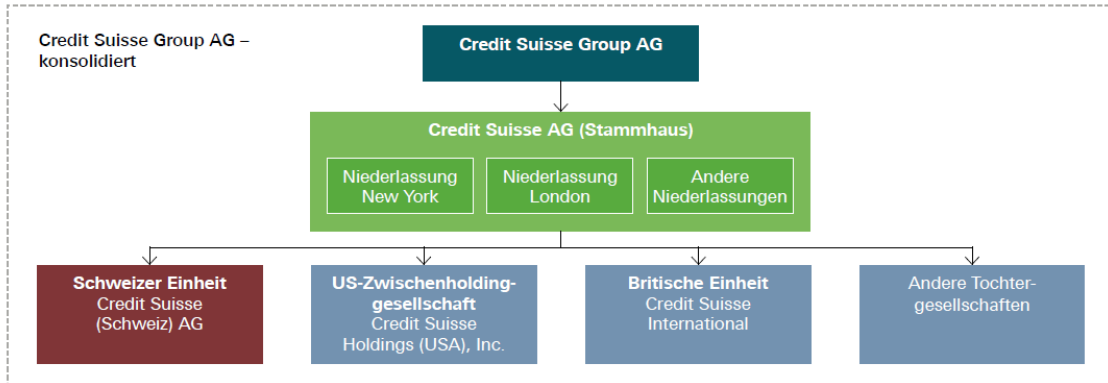 Credit Suisse Group AG –
konsolidiert
Credit Suisse Group AG
Credit Suisse AG (Stammhaus)
Niederlassung
New York
Niederlassung
London
Andere
Niederlassungen
Schweizer Einheit
Credit Suisse
(Schweiz) AG
US-Zwischenholding-
gesellschaft
Credit Suisse
Holdings (USA), Inc.
Britische Einheit
Credit Suisse
International
Andere Tochter-
gesellschaften